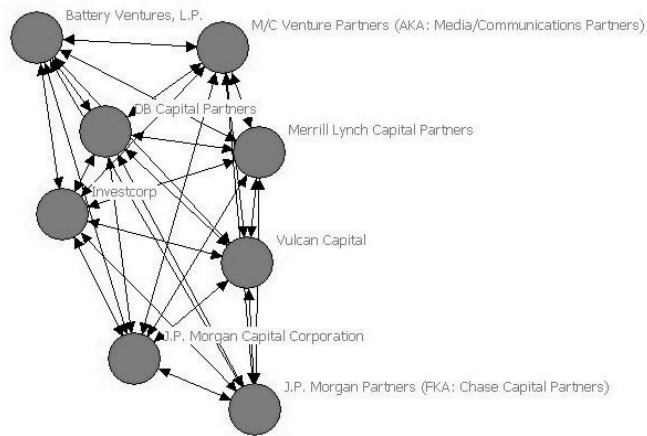 Battery Ventures, L.P.
M/C Venture Partners (AKA: Media/Communications Partners)
DB Capital Partners
Merrill Lynch Capital Partners
Investcorp
Vulcan Capital
J.P. Morgan Capital Corporation
J.P. Morgan Partners (FKA: Chase Capital Partners)